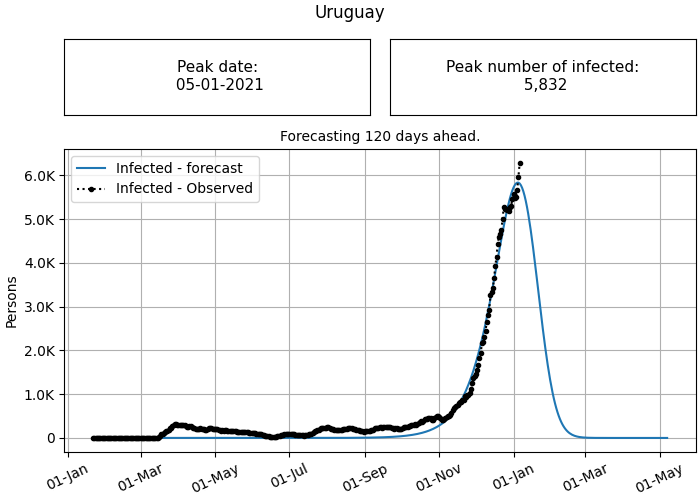 Uruguay
Peak date:
05-01-2021
Peak number of infected:
5,832
Forecasting 120 days ahead.
Infected - forecast
Infected - Observed
Persons
6.0K
5.0K
4.0K
3.0K
2.0K
1.0K
0
01-Jan
01-Mar
01-May
01-Jul
01-Sep
01-Nov
01-Jan
01-Mar
01-May